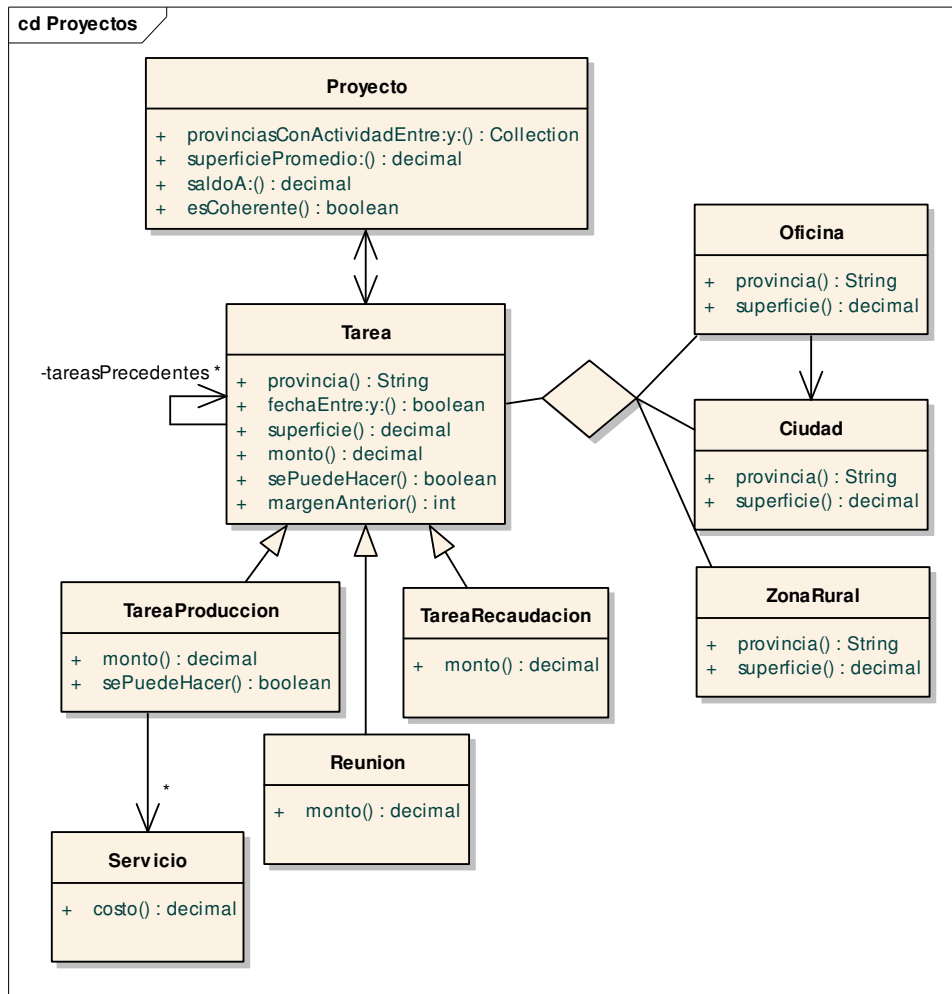 cd Proyectos
Proyecto
+ provinciasConActividadEntre:y:() : Collection
+ superficiePromedio:() : decimal
+ saldoA:() : decimal
+ esCoherente() : boolean
Oficina
+ provincia() : String
+ superficie() : decimal
Tarea
-tareasPrecedentes *
+ provincia() : String
+ fechaEntre:y:() : boolean
+ superficie() : decimal
+ monto() : decimal
+ sePuedeHacer() : boolean
+ margenAnterior() : int
Ciudad
+ provincia() : String
+ superficie() : decimal
TareaProduccion
+ monto() : decimal
+ sePuedeHacer() : boolean
TareaRecaudacion
+ monto() : decimal
ZonaRural
+ provincia() : String
+ superficie() : decimal
Reunion
+ monto() : decimal
*
Servicio
+ costo() : decimal